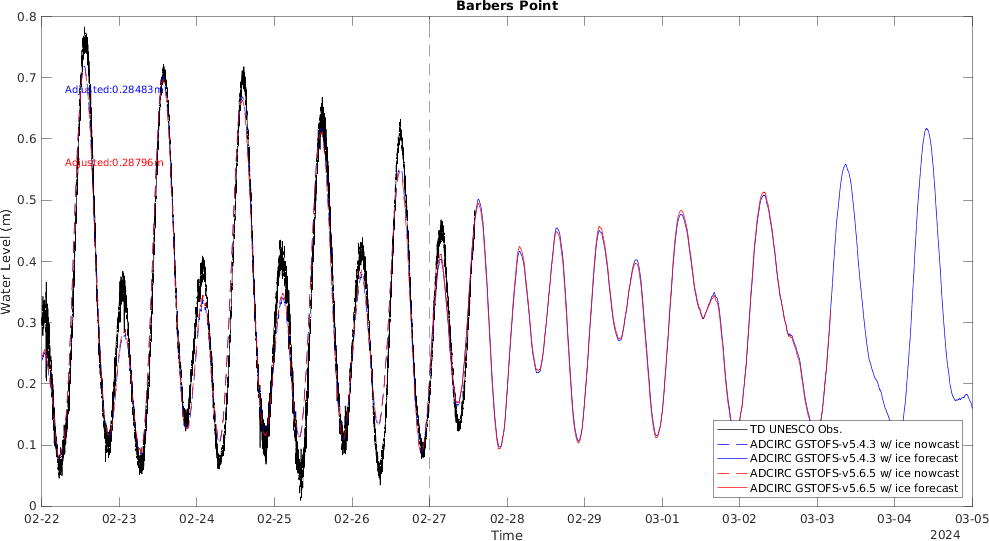 Barbers Point
0.8
0.7
0.6
0.5
0.4
0.3
0.2
0.1
0
Water Level (m)
Adjusted:0.28483m
Adjusted:0.28796m
TD UNESCO Obs.
ADCIRC GSTOFS-v5.4.3 w/ ice nowcast
ADCIRC GSTOFS-v5.4.3 w/ ice forecast
ADCIRC GSTOFS-v5.6.5 w/ ice nowcast
ADCIRC GSTOFS-v5.6.5 w/ ice forecast
02-22 02-23 02-24 02-25 02-26 02-27 02-28 02-29 03-01 03-02 03-03 03-04 03-05
Time
2024